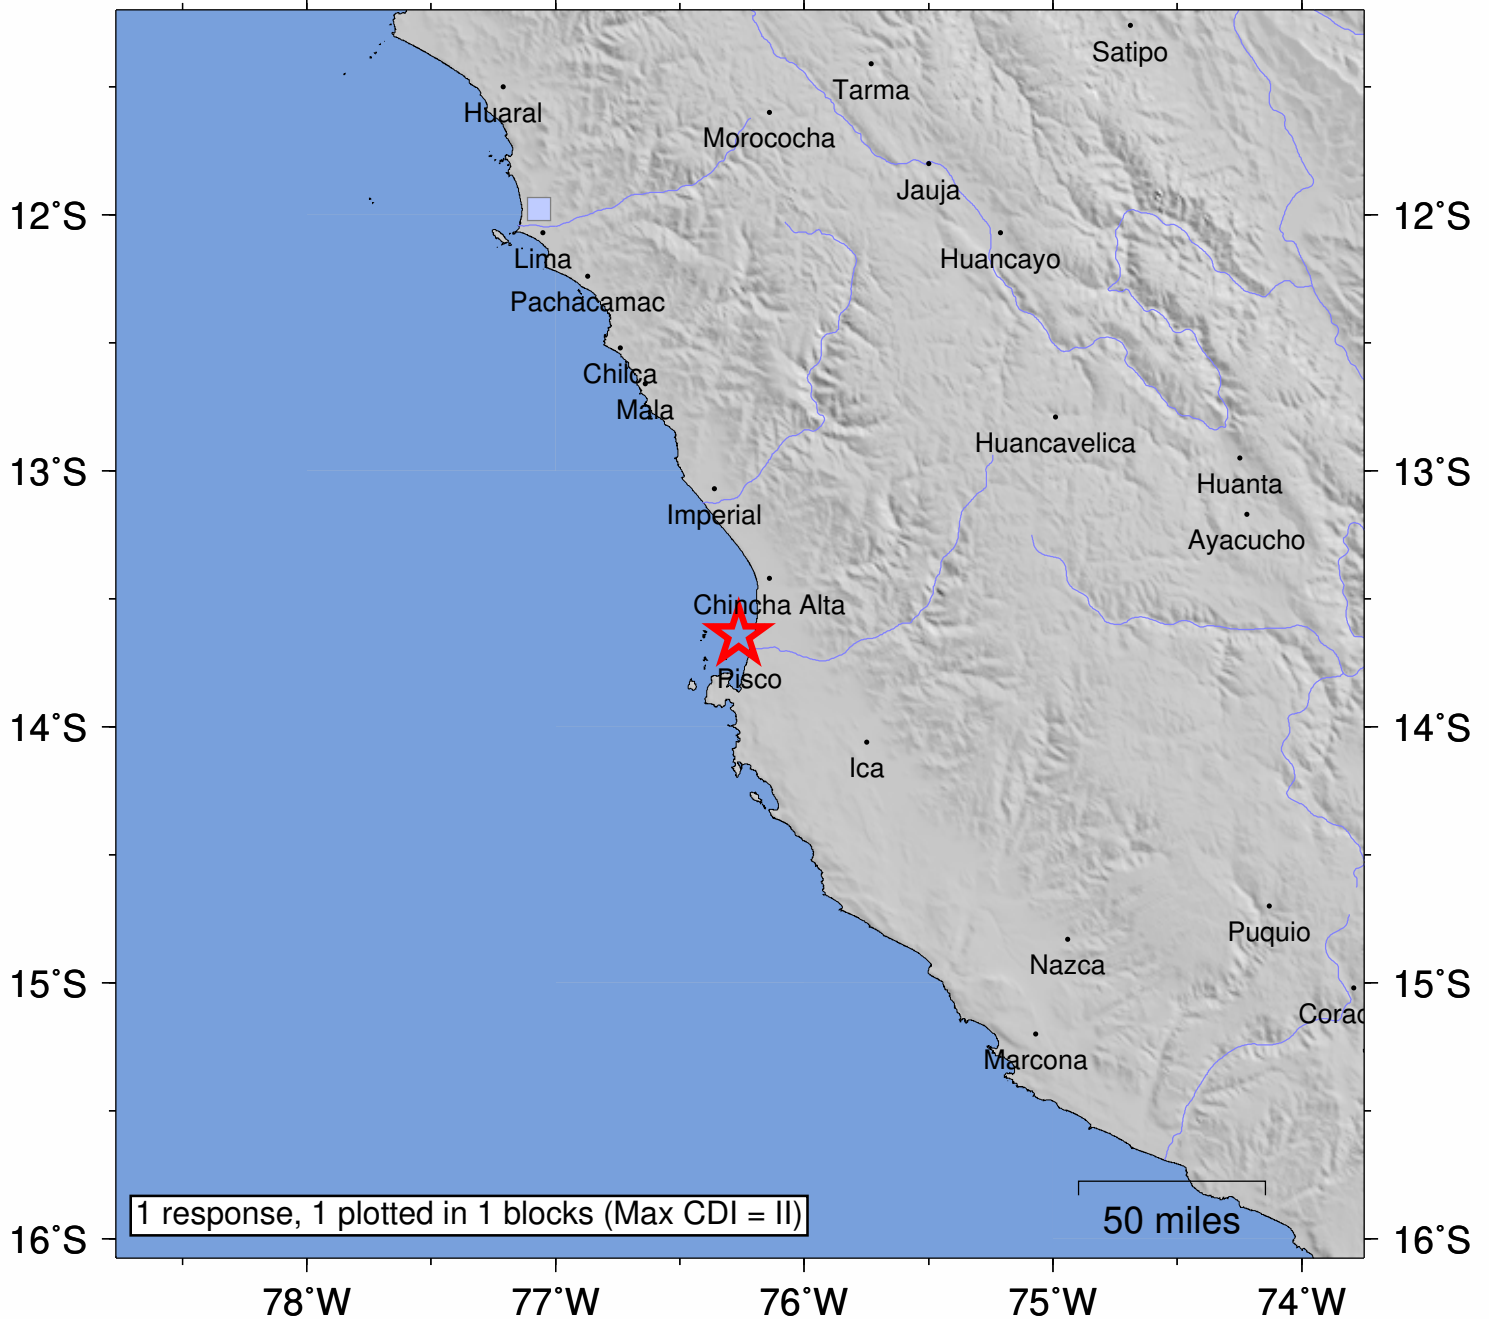 Satipo
Tarma
Huaral
Morococha
Jauja
12°S
12°S
Lima
Huancayo
Pachacamac
Chilca
Mala
Huancavelica
13°S
13°S
Huanta
Imperial
Ayacucho
Chincha Alta
Pisco
14°S
14°S
Ica
Puquio
Nazca
15°S
15°S
Corac
Marcona
1 response, 1 plotted in 1 blocks (Max CDI = II)
50 miles
16°S
16°S
78°W
77°W
76°W
75°W
74°W